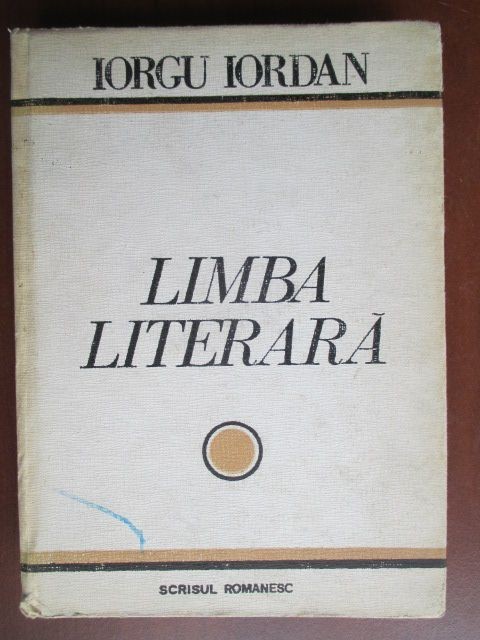 IORGU IORDAN
LIMBA
LITERARĂ
SCRISUL ROMANESC